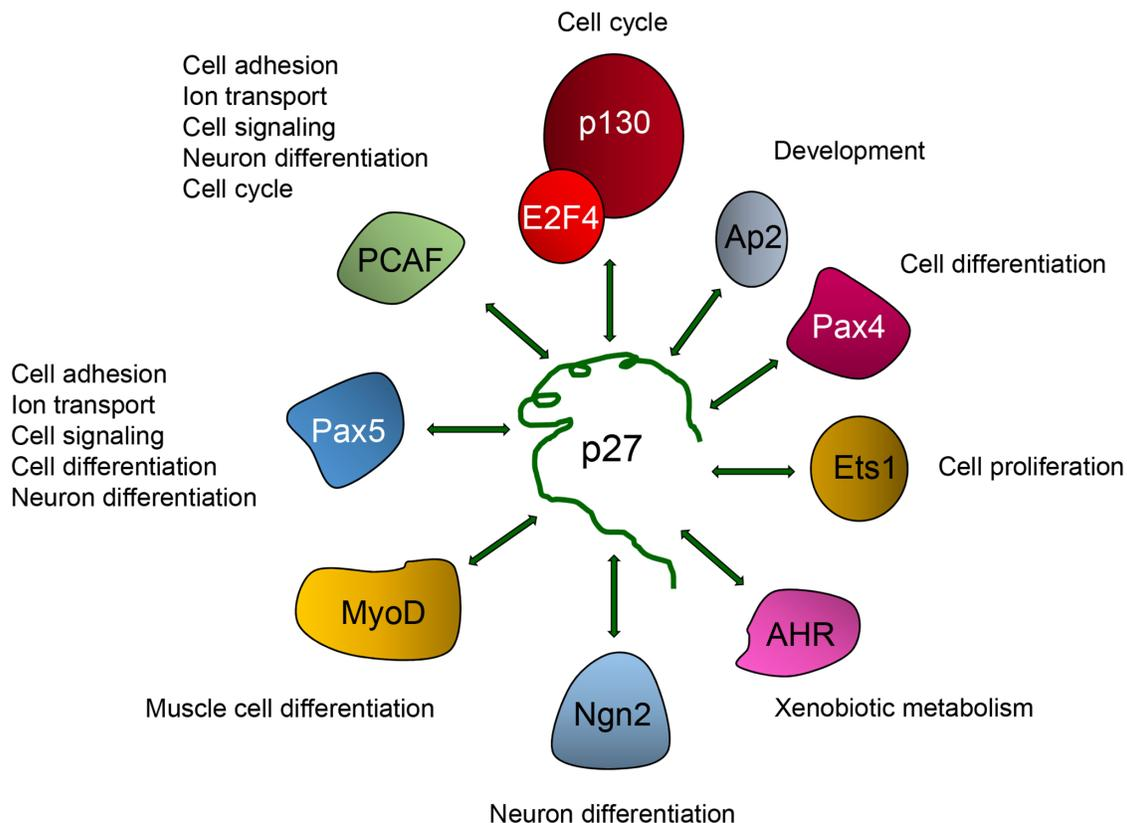 Cell cycle
Cell adhesion
Ion transport
Cell signaling
Neuron differentiation
Cell cycle
p130
E2F4
Development
Ap2
PCAF
Cell differentiation
Pax4
Cell adhesion
Ion transport
Cell signaling
Cell differentiation
Neuron differentiation
Pax5
p27
Ets1
Cell proliferation
MyoD
Muscle cell differentiation
AHR
Xenobiotic metabolism
Ngn2
Neuron differentiation